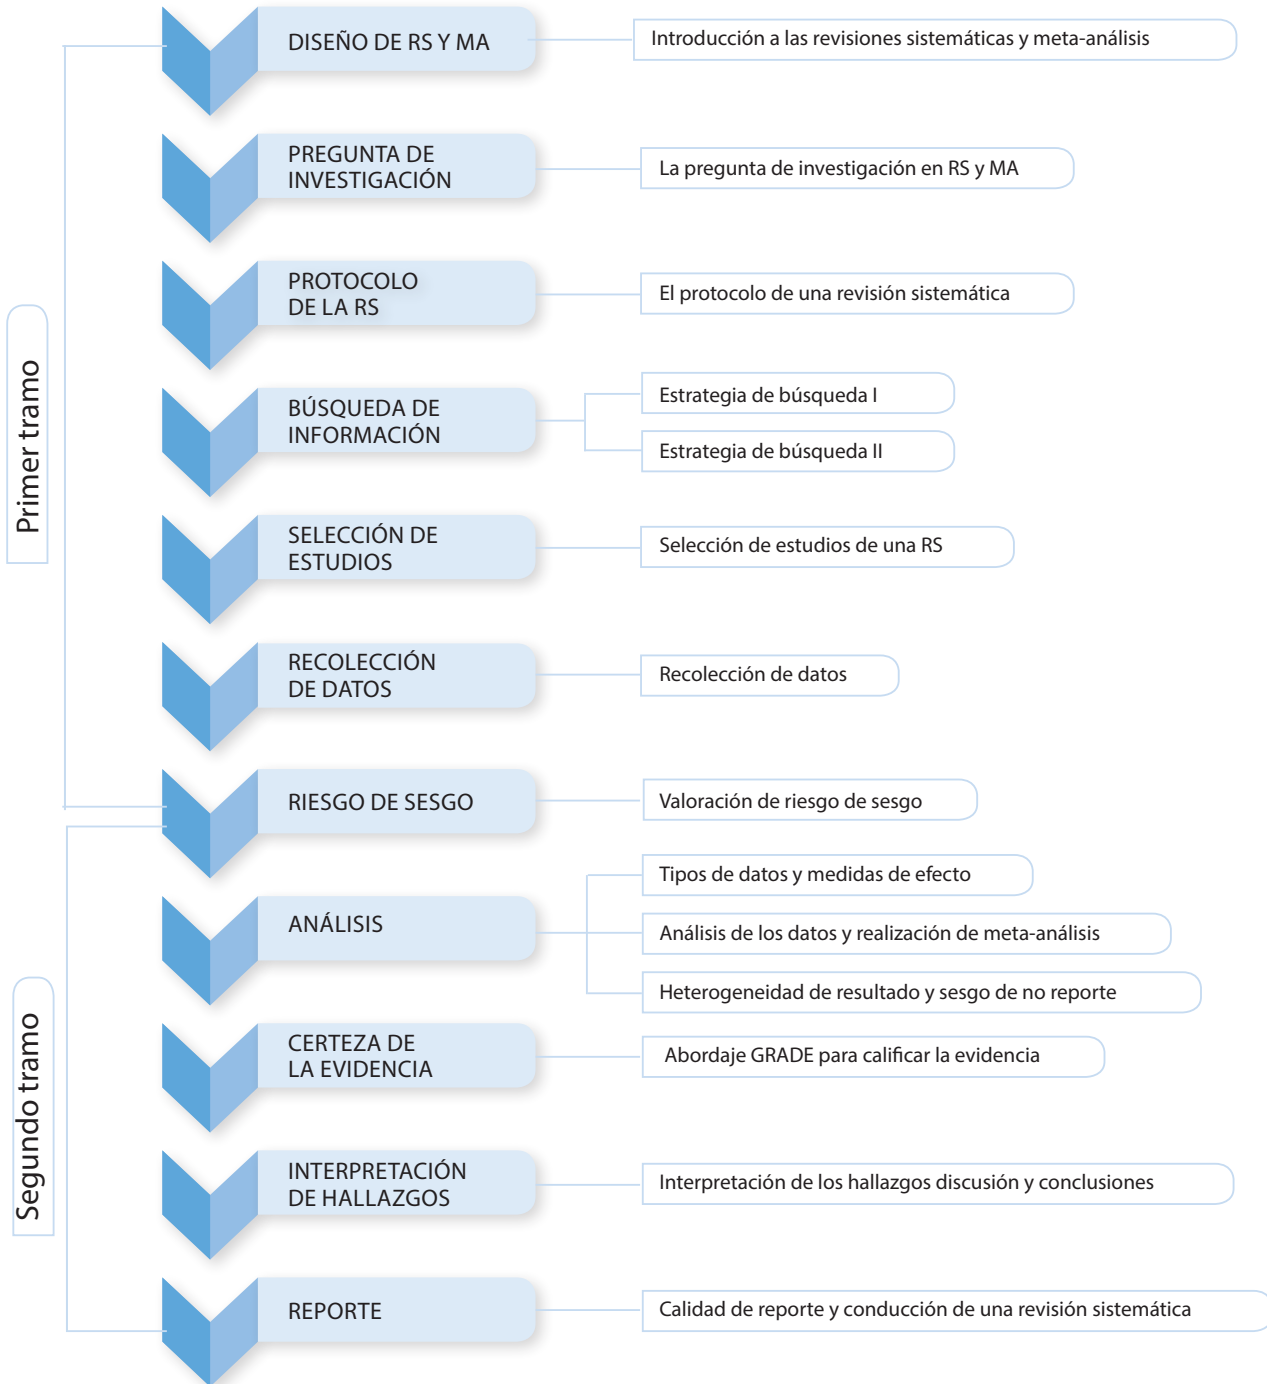 Primer tramo
DISEÑO DE RS Y MA
Introducción a las revisiones sistemáticas y meta-análisis
PREGUNTA DE
INVESTIGACIÓN
La pregunta de investigación en RS y MA
PROTOCOLO
DE LA RS
El protocolo de una revisión sistemática
BÚSQUEDA DE
INFORMACIÓN
Estrategia de búsqueda I
Estrategia de búsqueda II
SELECCIÓN DE
ESTUDIOS
Selección de estudios de una RS
RECOLECCIÓN
DE DATOS
Recolección de datos
RIESGO DE SESGO
Valoración de riesgo de sesgo
Segundo tramo
ANÁLISIS
Tipos de datos y medidas de efecto
Análisis de los datos y realización de meta-análisis
Heterogeneidad de resultado y sesgo de no reporte
CERTEZA DE
LA EVIDENCIA
Abordaje GRADE para calificar la evidencia
INTERPRETACIÓN
DE HALLAZGOS
Interpretación de los hallazgos discusión y conclusiones
REPORTE
Calidad de reporte y conducción de una revisión sistemática